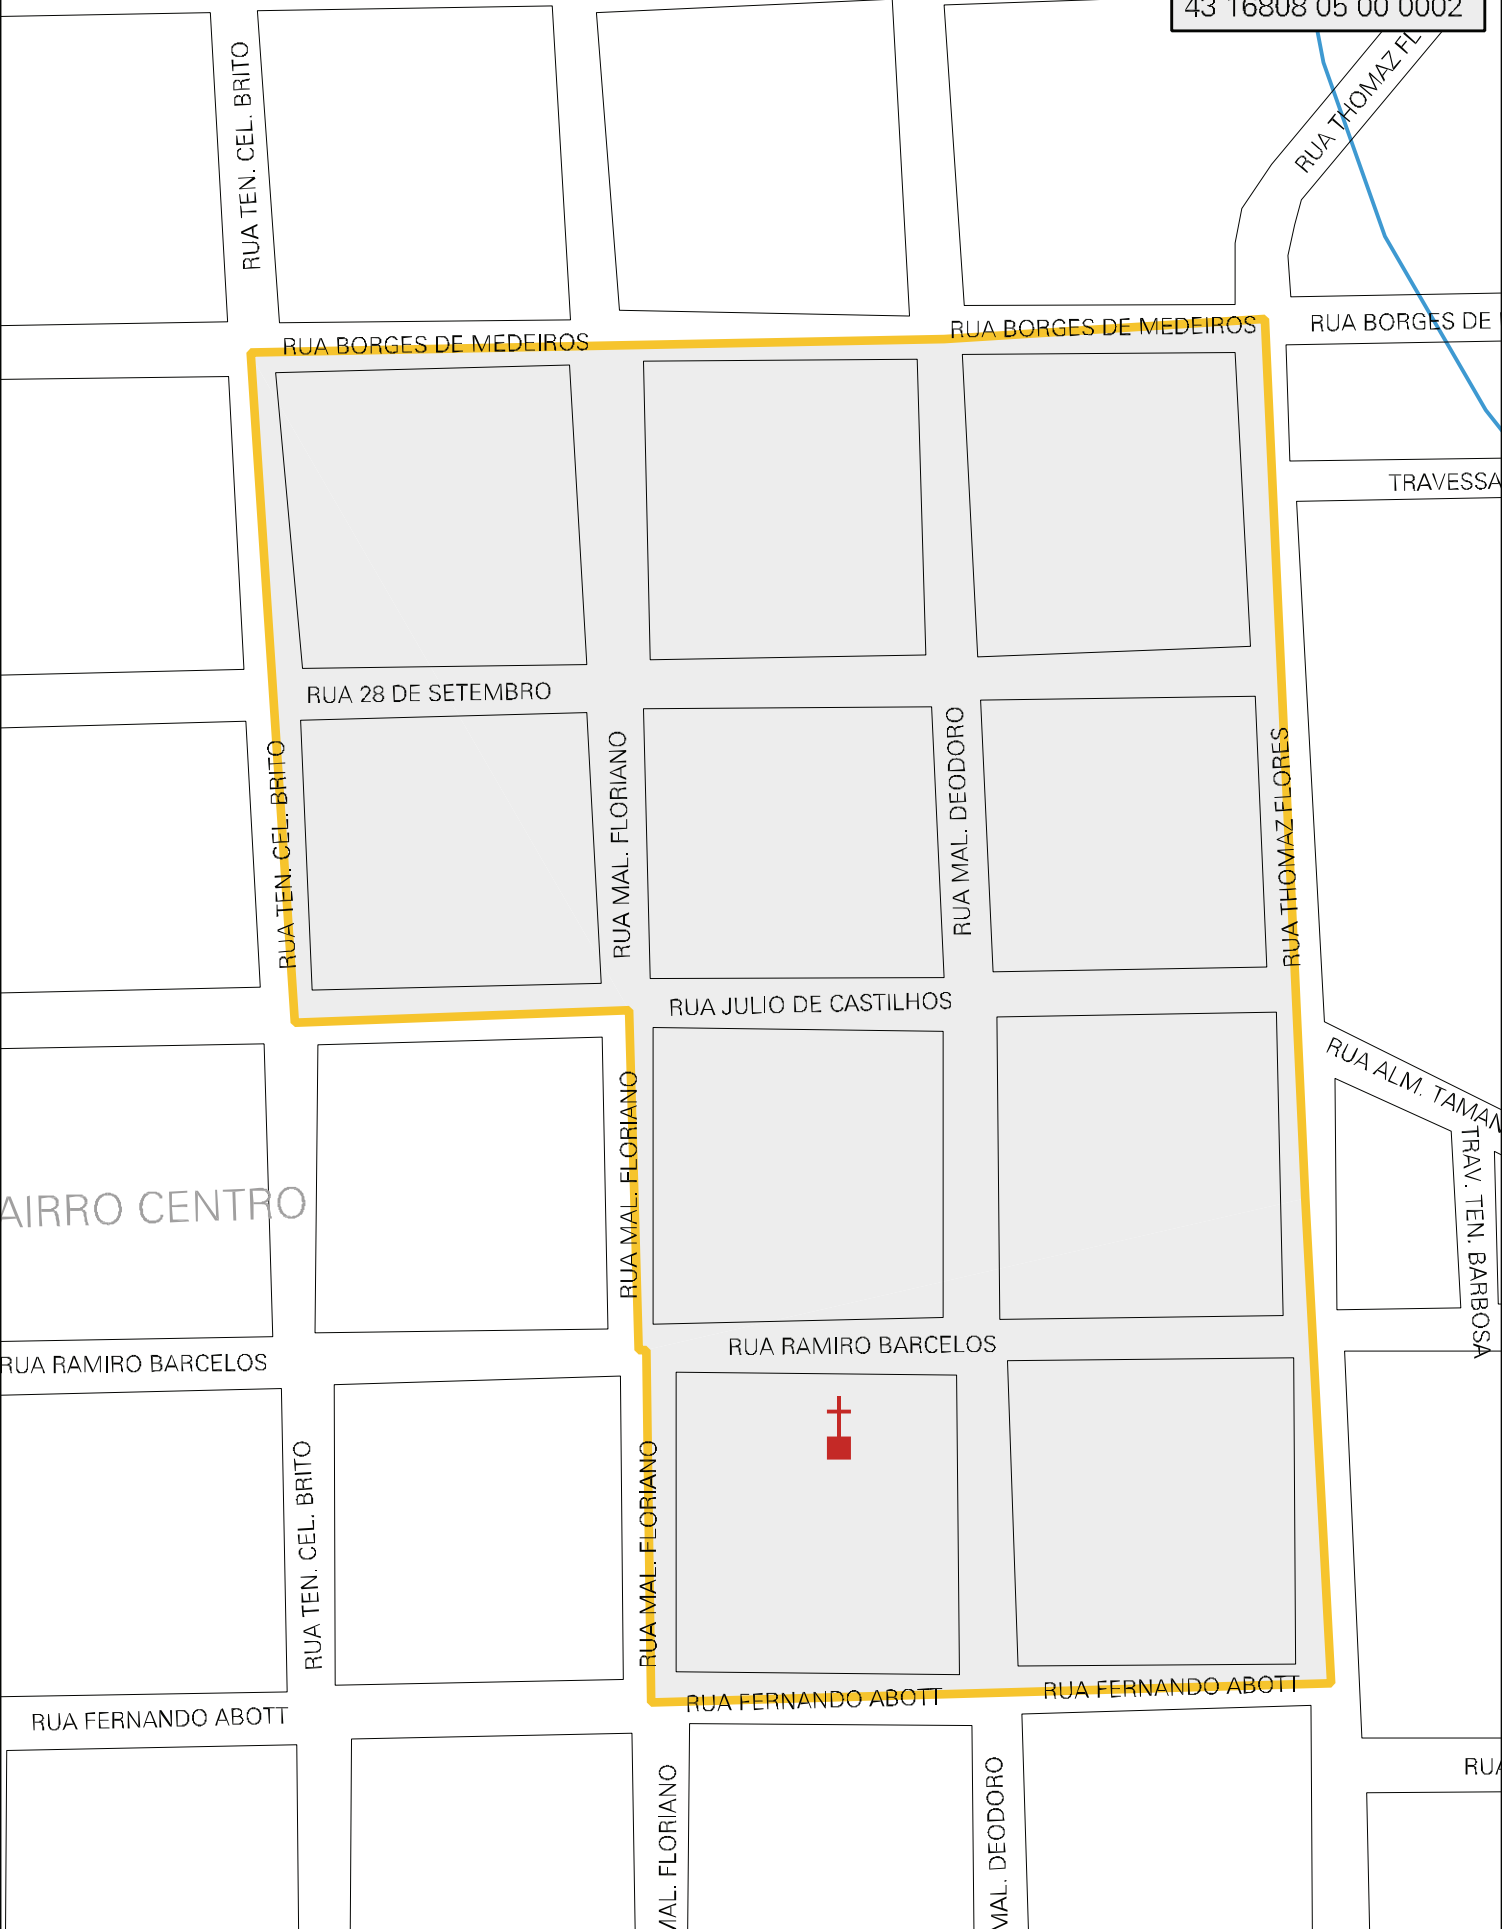 43 16808 05 00 0002
RUA TEN. CEL. BRITO
RUA THOMAZ FL
RUA BORGES DE MEDEIROS
RUA BORGES DE MEDEIROS
RUA BORGES DE
TRAVESSA
RUA 28 DE SETEMBRO
RUA TEN. CEL. BRITO
RUA MAL. FLORIANO
RUA MAL. DEODORO
RUA THOMAZ FLORES
RUA JULIO DE CASTILHOS
RUA ALM. TAMAN
RUA MAL. FLORIANO
TRAV. TEN. BARBOSA
AIRRO CENTRO
RUA RAMIRO BARCELOS
RUA RAMIRO BARCELOS
RUA TEN. CEL. BRITO
RUA MAL. FLORIANO
RUA FERNANDO ABOTT
RUA FERNANDO ABOTT
RUA FERNANDO ABOTT
RUA
MAL. FLORIANO
MAL. DEODORO